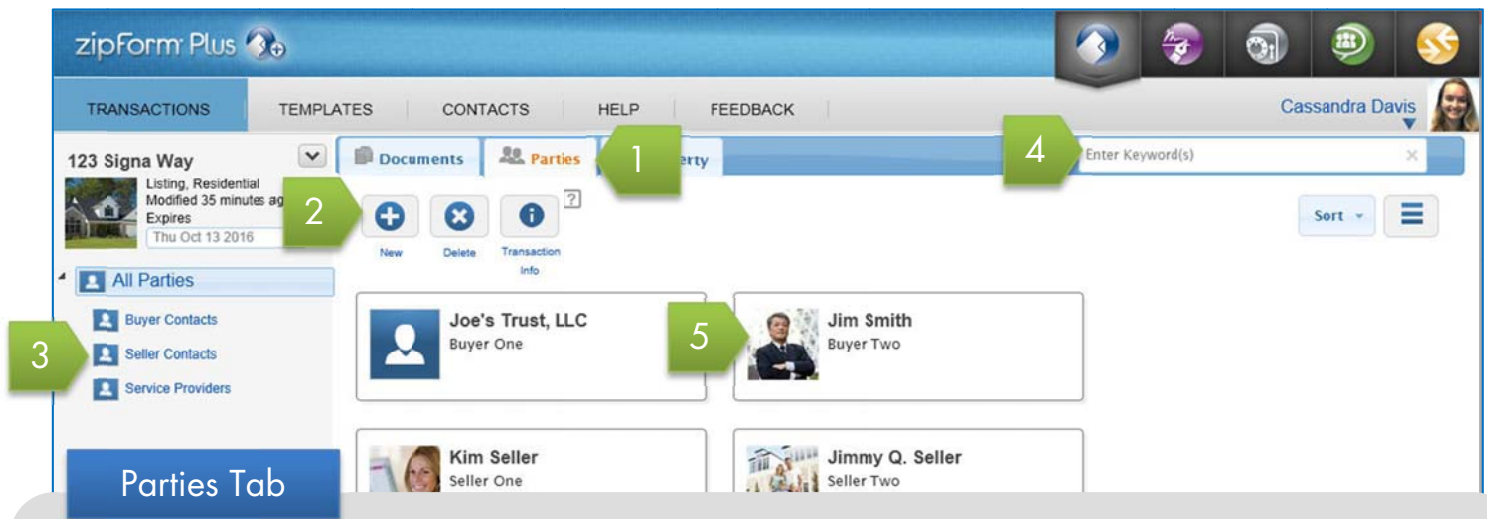 zipForm Plus
TRANSACTIONS TEMPLATES CONTACTS HELP FEEDBACK Cassandra Davis
123 Signa Way
Listing, Residential
Modified 35 minutes ag
Expires
Thu Oct 13 2016
Documents Parties 1 erty 4 Enter Keyword(s)
2 ? Sort
New Delete Transaction
Info
All Parties
Buyer Contacts
3 Seller Contacts
Service Providers
Joe's Trust, LLC
Buyer One
5 Jim Smith
Buyer Two
Kim Seller
Seller One
Jimmy Q. Seller
Seller Two
Parties Tab